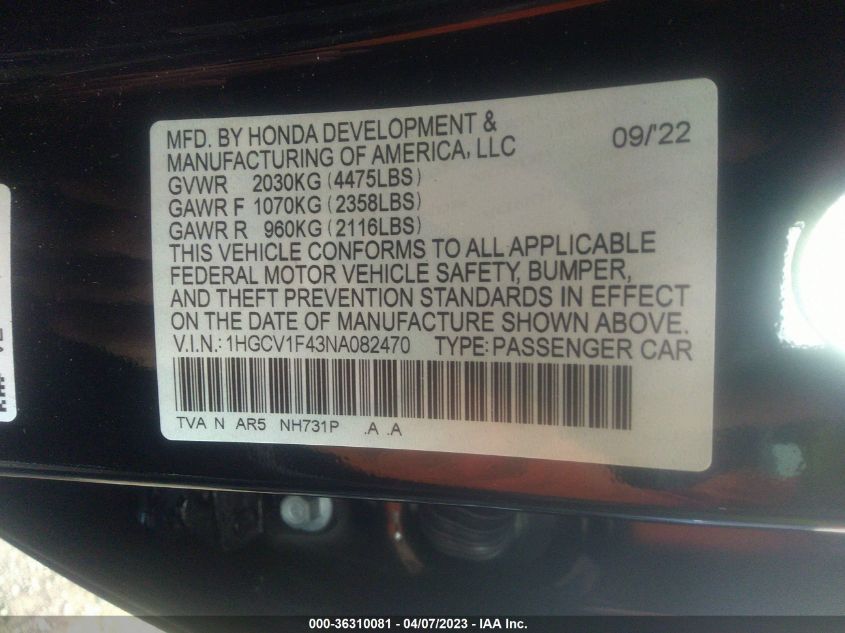 MFD. BY HONDA DEVELOPMENT &
MANUFACTURING OF AMERICA, LLC
09/'22
GVWR 2030KG (4475LBS)
GAWR F 1070KG (2358LBS)
GAWR R 960KG (2116LBS)
THIS VEHICLE CONFORMS TO ALL APPLICABLE
FEDERAL MOTOR VEHICLE SAFETY, BUMPER,
AND THEFT PREVENTION STANDARDS IN EFFECT
ON THE DATE OF MANUFACTURE SHOWN ABOVE.
V.I.N.: 1HGCV1F43NA082470 TYPE: PASSENGER CAR
TVA N AR5 NH731P .A .A
000-36310081 - 04/07/2023 - IAA Inc.